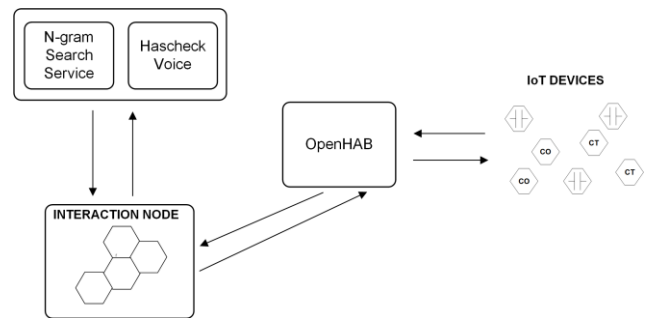 N-gram
Search
Service
Hascheck
Voice
IoT DEVICES
OpenHAB
CO
CT
CO
CT
INTERACTION NODE